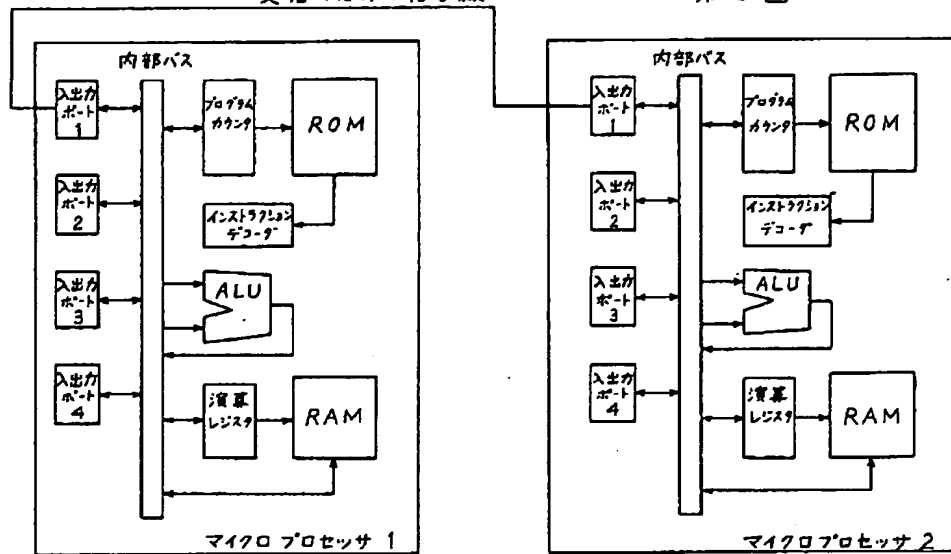 内部バス
入出力
ポート
1
プログラム
カウンタ
ROM
入出力
ポート
2
インストラクション
デコーダ
入出力
ポート
3
ALU
入出力
ポート
4
演算
レジスタ
RAM
マイクロプロセッサ 1
内部バス
入出力
ポート
1
プログラム
カウンタ
ROM
入出力
ポート
2
インストラクション
デコーダ
入出力
ポート
3
ALU
入出力
ポート
4
演算
レジスタ
RAM
マイクロプロセッサ 2